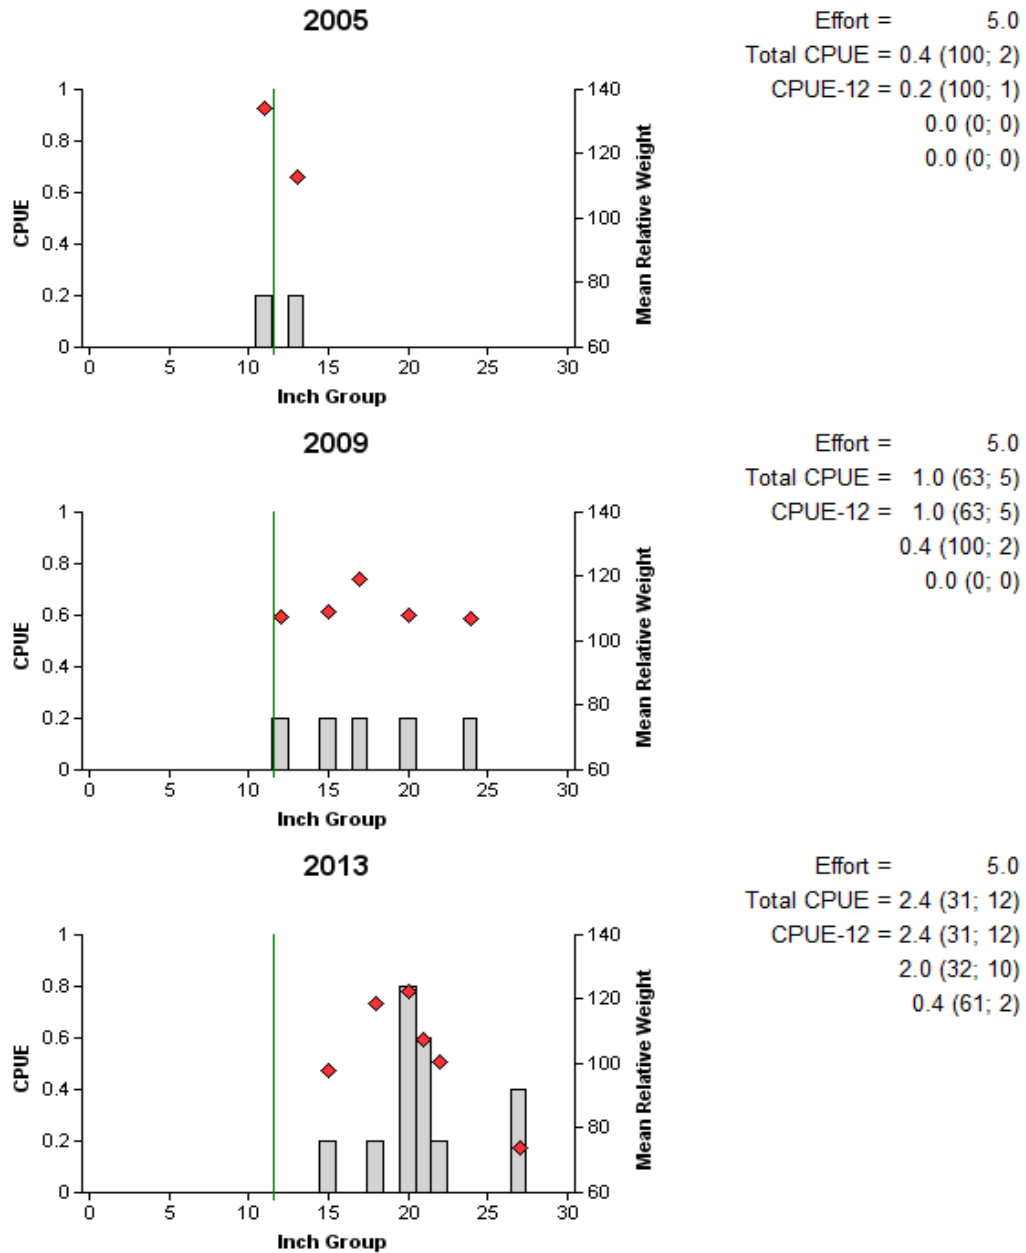 2005
Effort = 5.0
Total CPUE = 0.4 (100; 2)
CPUE-12 = 0.2 (100; 1)
0.0 (0; 0)
0.0 (0; 0)
1
0.8
0.6
0.4
0.2
0
CPUE
140
120
100
80
60
Mean Relative Weight
0 5 10 15 20 25 30
Inch Group
2009
Effort = 5.0
Total CPUE = 1.0 (63; 5)
CPUE-12 = 1.0 (63; 5)
0.4 (100; 2)
0.0 (0; 0)
1
0.8
0.6
0.4
0.2
0
CPUE
140
120
100
80
60
Mean Relative Weight
0 5 10 15 20 25 30
Inch Group
2013
Effort = 5.0
Total CPUE = 2.4 (31; 12)
CPUE-12 = 2.4 (31; 12)
2.0 (32; 10)
0.4 (61; 2)
1
0.8
0.6
0.4
0.2
0
CPUE
140
120
100
80
60
Mean Relative Weight
0 5 10 15 20 25 30
Inch Group